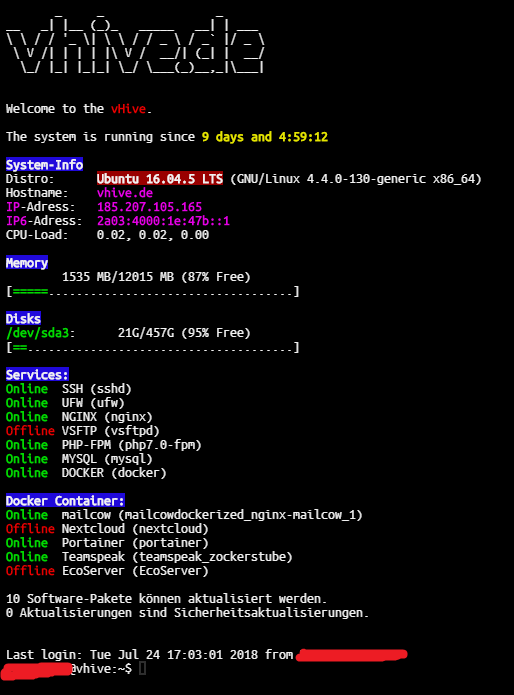 vhive.de
Welcome to the vHive.
The system is running since 9 days and 4:59:12
System-Info
Distro: Ubuntu 16.04.5 LTS (GNU/Linux 4.4.0-130-generic x86_64)
Hostname: vhive.de
IP-Adress: 185.207.105.165
IP6-Adress: 2a03:4000:1e:47b::1
CPU-Load: 0.02, 0.02, 0.00
Memory
1535 MB/12015 MB (87% Free)
[=====...................................]
Disks
/dev/sda3: 21G/457G (95% Free)
[==......................................]
Services:
Online SSH (sshd)
Online UFW (ufw)
Online NGINX (nginx)
Offline VSFTP (vsftpd)
Online PHP-FPM (php7.0-fpm)
Online MYSQL (mysql)
Online DOCKER (docker)
Docker Container:
Online mailcow (mailcowdockerized_nginx-mailcow_1)
Offline Nextcloud (nextcloud)
Online Portainer (portainer)
Online Teamspeak (teamspeak_zockerstube)
Offline EcoServer (EcoServer)
10 Software-Pakete können aktualisiert werden.
0 Aktualisierungen sind Sicherheitsaktualisierungen.
Last login: Tue Jul 24 17:03:01 2018 from
@vhive:~$